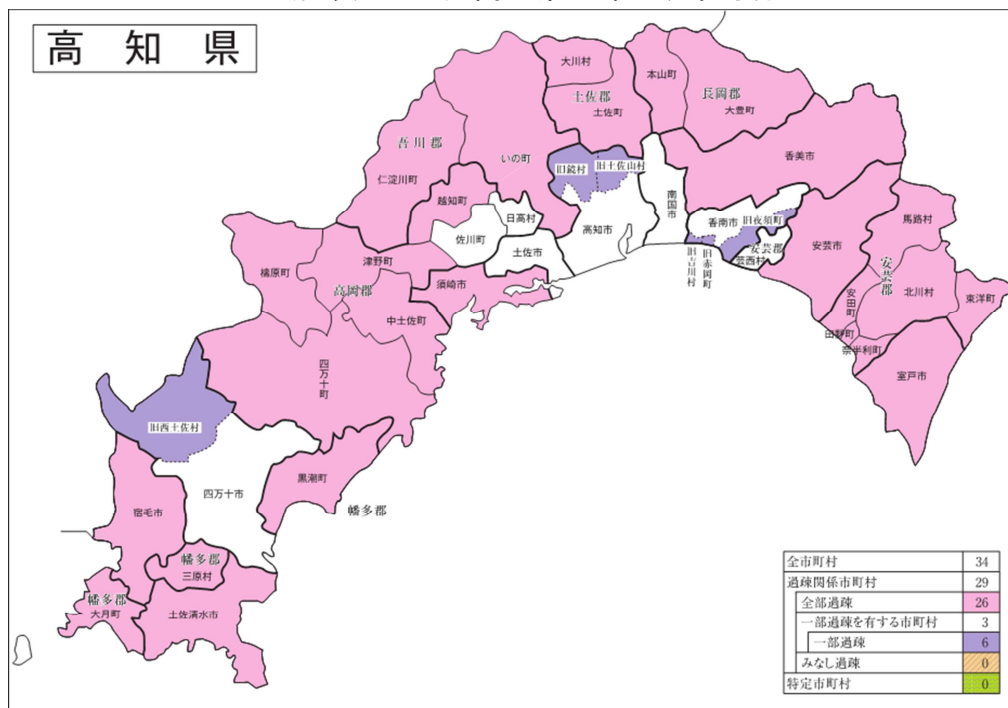 高知県
大川村
本山町
長岡郡
土佐郡
土佐町
大豊町
吾川郡
いの町
旧鏡村
旧土佐山村
香美市
仁淀川町
越知町
南国市
日高村
高知市
香南市
旧夜須町
馬路村
佐川町
土佐市
安芸郡
芸西村
安芸市
旧吉川村
旧赤岡町
安芸郡
津野町
檮原町
須崎市
高岡郡
北川村
安田町
東洋町
中土佐町
田野町
奈半利町
四万十町
室戸市
旧西土佐村
黒潮町
四万十市
宿毛市
幡多郡
幡多郡
三原村
幡多郡
大月町
土佐清水市
全市町村 34
過疎関係市町村 29
全部過疎 26
一部過疎を有する市町村 3
一部過疎 6
みなし過疎 0
特定市町村 0